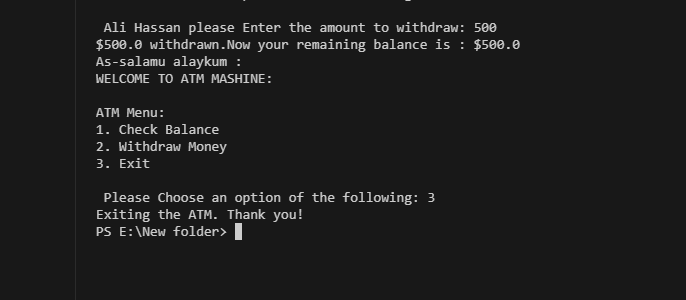 Ali Hassan please Enter the amount to withdraw: 500
$500.0 withdrawn.Now your remaining balance is : $500.0
As-salamu alaykum :
WELCOME TO ATM MASHINE:
ATM Menu:
1. Check Balance
2. Withdraw Money
3. Exit
Please Choose an option of the following: 3
Exiting the ATM. Thank you!
PS E:\New folder>